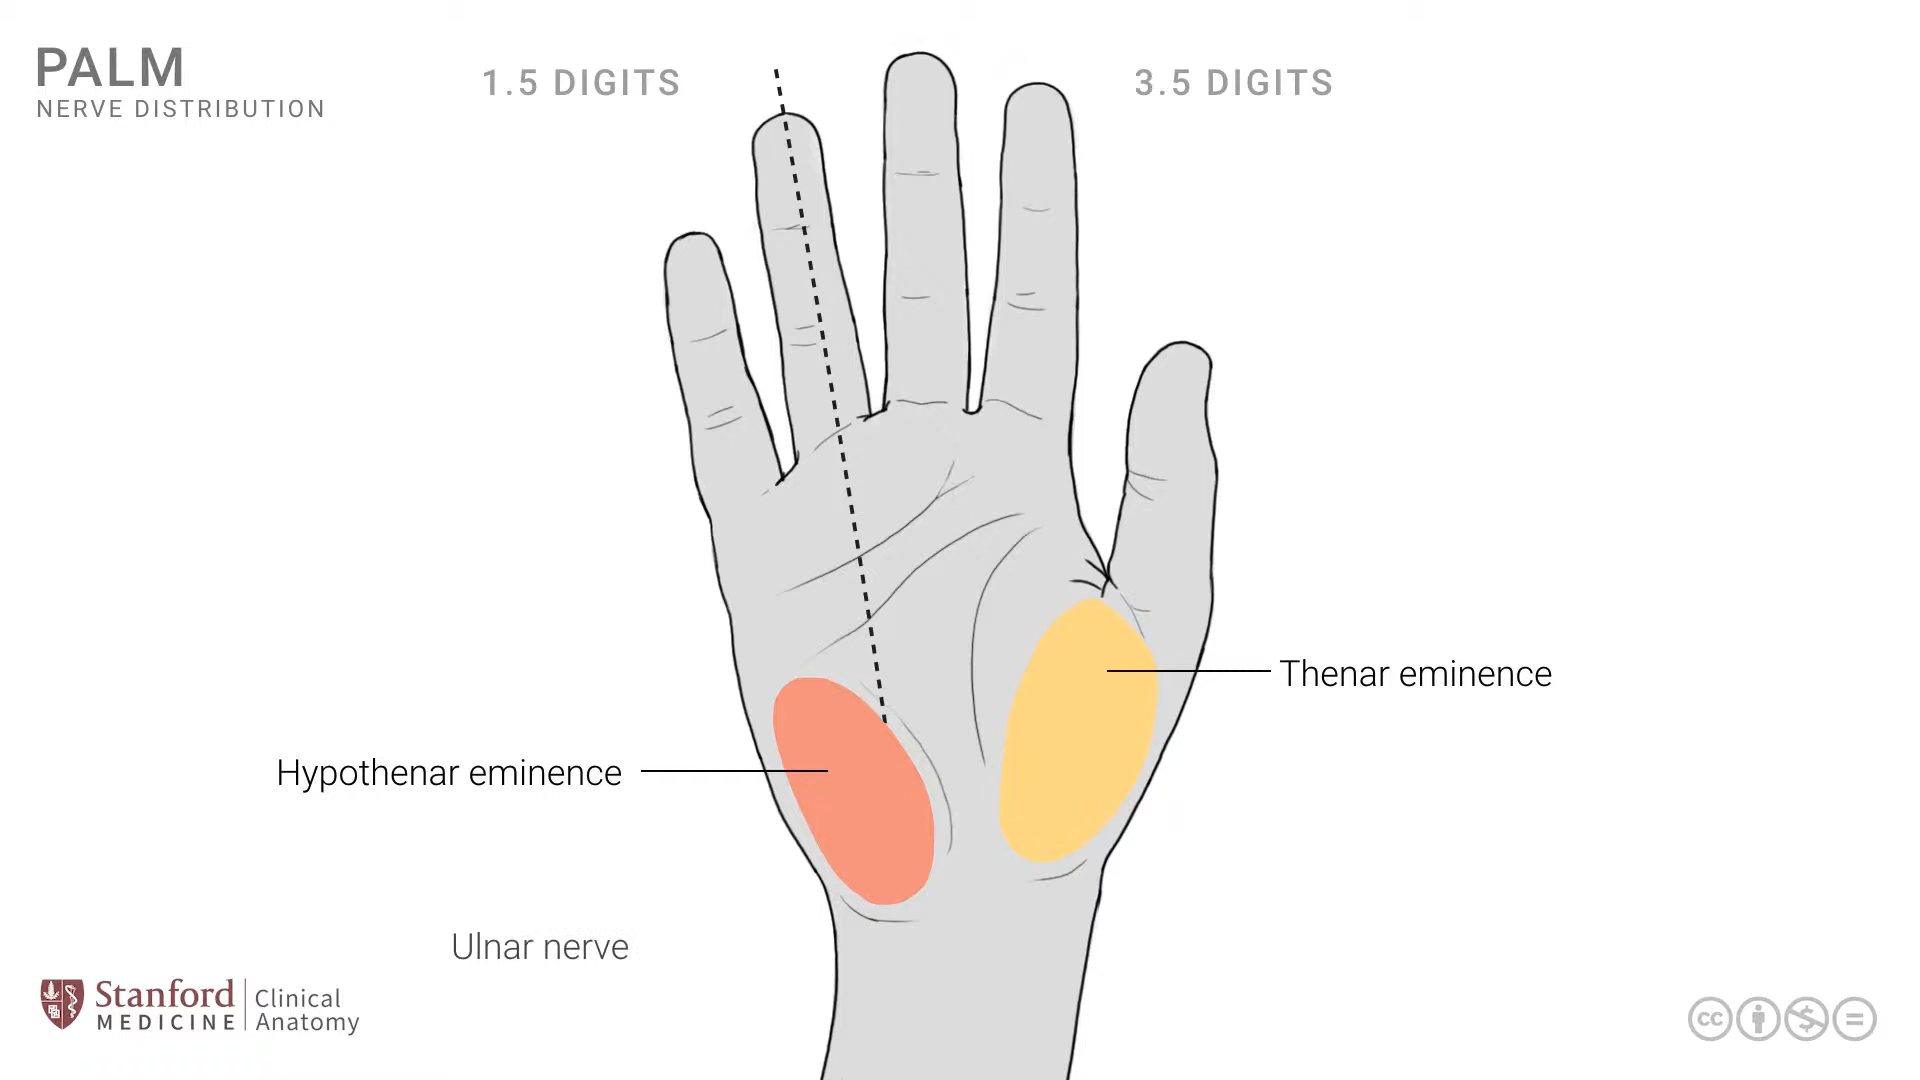 PALM
NERVE DISTRIBUTION
1.5 DIGITS
3.5 DIGITS
Thenar eminence
Hypothenar eminence
Ulnar nerve
Stanford
MEDICINE
Clinical
Anatomy
cc